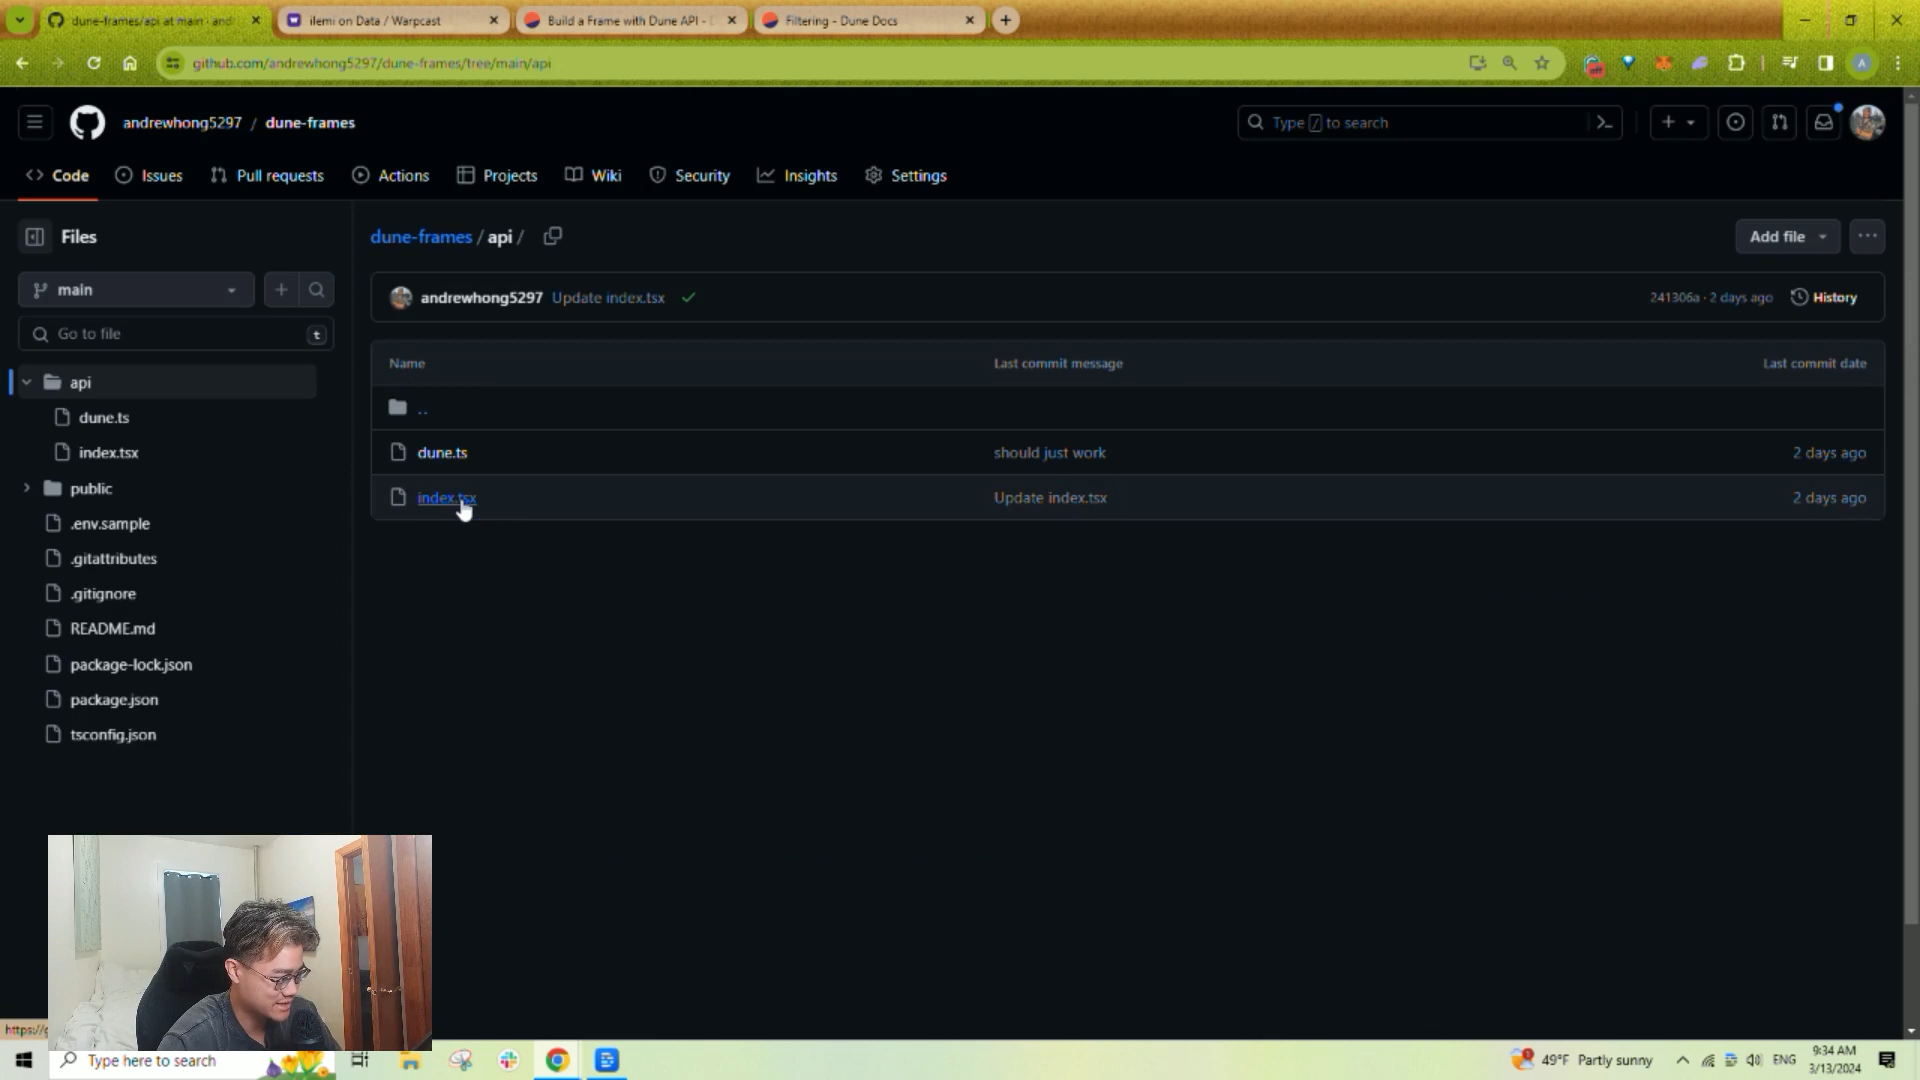 dune-frames/api at main · and
ilemi on Data / Warpcast
Build a Frame with Dune API -
Filtering - Dune Docs
github.com/andrewhong5297/dune-frames/tree/main/api
andrewhong5297 / dune-frames
Type / to search
Code
Issues
Pull requests
Actions
Projects
Wiki
Security
Insights
Settings
Files
main
Go to file
t
api
dune.ts
index.tsx
public
.env.sample
.gitattributes
.gitignore
README.md
package-lock.json
package.json
tsconfig.json
dune-frames / api /
Add file
andrewhong5297 Update index.tsx
241306a · 2 days ago
History
Name Last commit message Last commit date
..
dune.ts should just work 2 days ago
index.tsx Update index.tsx 2 days ago
https://g
Type here to search
49°F Partly sunny
ENG
9:34 AM
3/13/2024